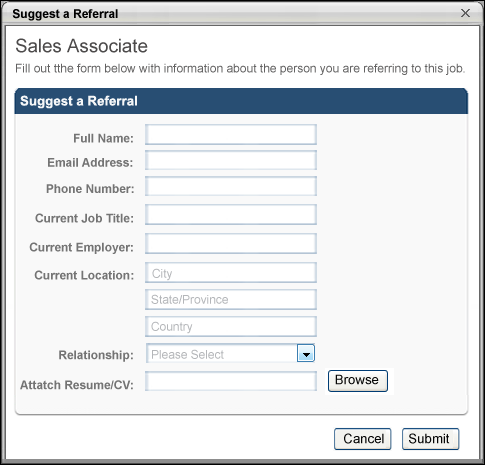 Suggest a Referral
Sales Associate
Fill out tthe form below with information about the person you are referring to this job.
Suggest a Referral
Full Name:
Email Address:
Phone Number:
Current Job Title:
Current Employer:
Current Location: City
State/Province
Country
Relationship: Please Select
Attatch Resume/CV: Browse
Cancel Submit